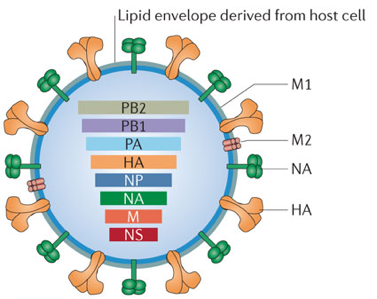 Lipid envelope derived from host cell
M1
PB2
PB1
PA
HA
NP
NA
M
NS
M2
NA
HA